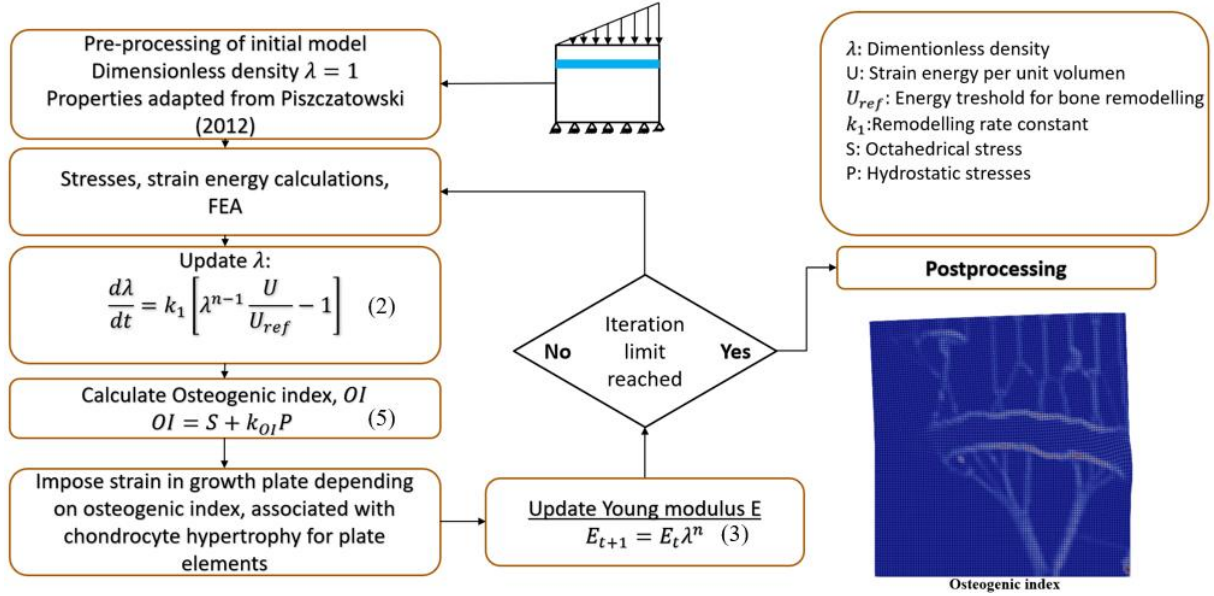 Pre-processing of initial model
Dimensionless density λ = 1
Properties adapted from Piszczatowski
(2012)
Stresses, strain energy calculations,
FEA
Update λ:
dλ/dt = k₁ [λⁿ⁻¹ U/U_ref − 1] (2)
Calculate Osteogenic index, OI
OI = S + k_OI P (5)
Impose strain in growth plate depending
on osteogenic index, associated with
chondrocyte hypertrophy for plate
elements
Update Young modulus E
E_{t+1} = E_t λⁿ (3)
Iteration
limit
reached
No
Yes
λ: Dimentionless density
U: Strain energy per unit volumen
U_ref: Energy treshold for bone remodelling
k₁:Remodelling rate constant
S: Octahedrical stress
P: Hydrostatic stresses
Postprocessing
Osteogenic index